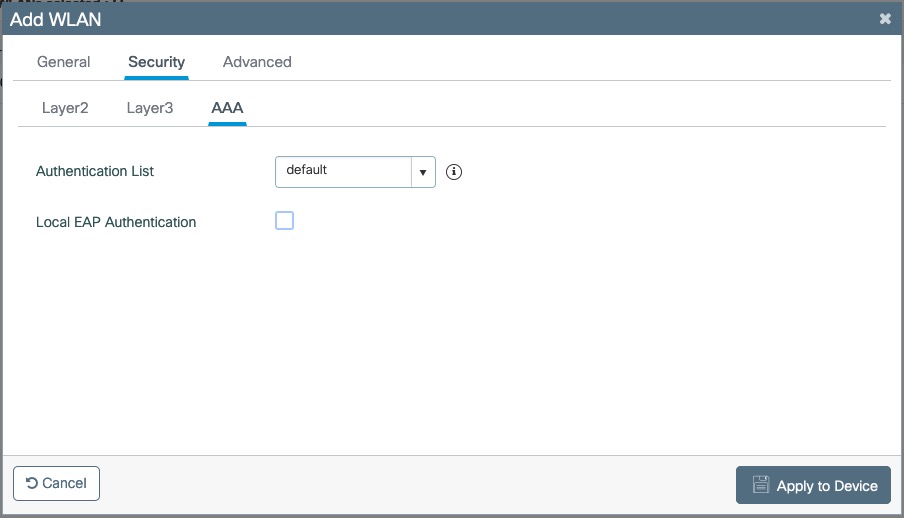 Add WLAN
General Security Advanced
Layer2 Layer3 AAA
Authentication List default
Local EAP Authentication
Cancel Apply to Device